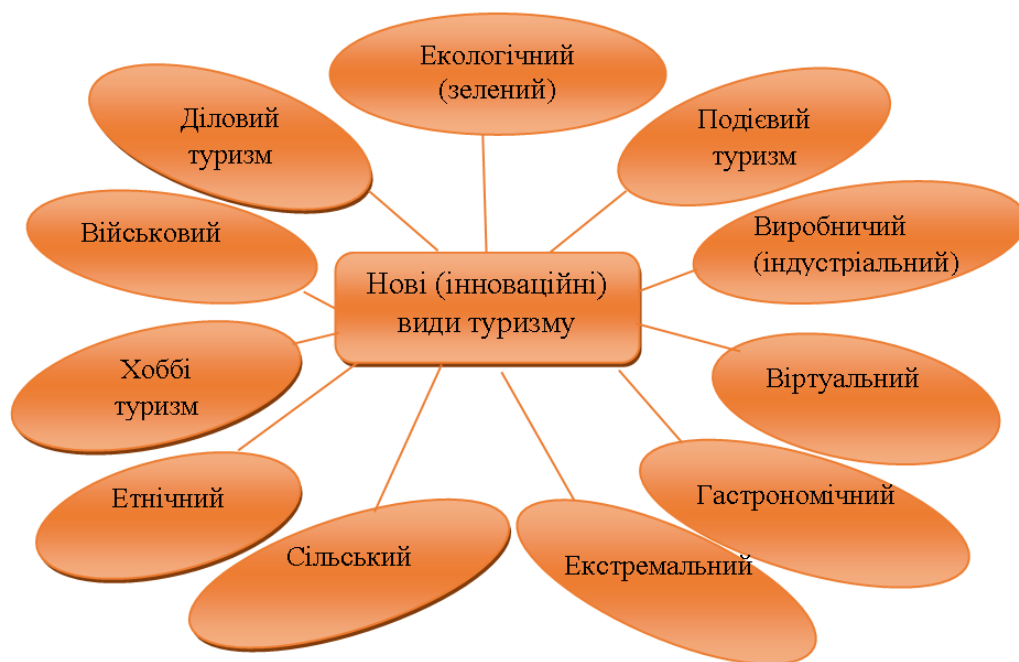 Екологічний
(зелений)
Діловий
туризм
Подієвий
туризм
Військовий
Виробничий
(індустріальний)
Нові (інноваційні)
види туризму
Хоббі
туризм
Віртуальний
Етнічний
Гастрономічний
Сільський
Екстремальний